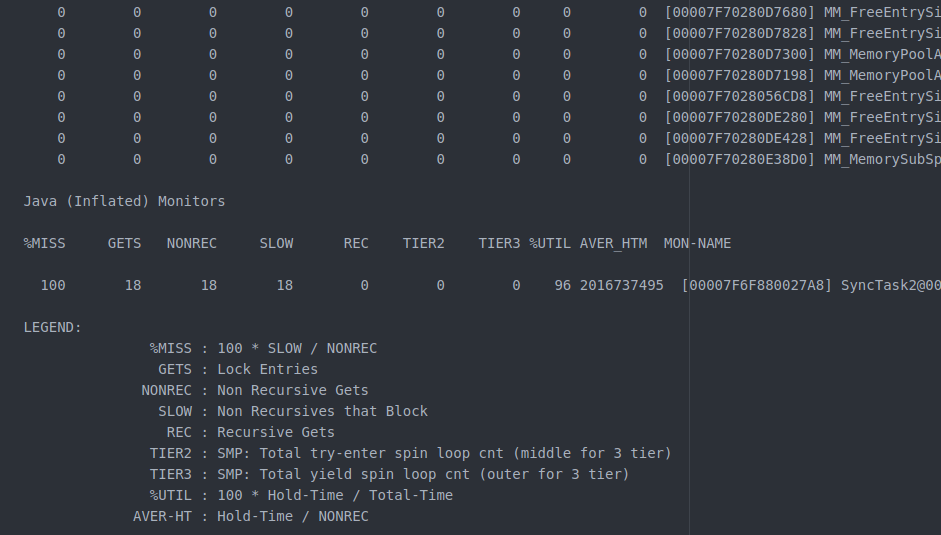 0 0 0 0 0 0 0 0 0 [00007F70280D7680] MM_FreeEntrySi
0 0 0 0 0 0 0 0 0 [00007F70280D7828] MM_FreeEntrySi
0 0 0 0 0 0 0 0 0 [00007F70280D7300] MM_MemoryPoolA
0 0 0 0 0 0 0 0 0 [00007F70280D7198] MM_MemoryPoolA
0 0 0 0 0 0 0 0 0 [00007F7028056CD8] MM_FreeEntrySi
0 0 0 0 0 0 0 0 0 [00007F70280DE280] MM_FreeEntrySi
0 0 0 0 0 0 0 0 0 [00007F70280DE428] MM_FreeEntrySi
0 0 0 0 0 0 0 0 0 [00007F70280E38D0] MM_MemorySubSp
Java (Inflated) Monitors
%MISS GETS NONREC SLOW REC TIER2 TIER3 %UTIL AVER_HTM MON-NAME
100 18 18 18 0 0 0 96 2016737495 [00007F6F880027A8] SyncTask2@00
LEGEND:
%MISS : 100 * SLOW / NONREC
GETS : Lock Entries
NONREC : Non Recursive Gets
SLOW : Non Recursives that Block
REC : Recursive Gets
TIER2 : SMP: Total try-enter spin loop cnt (middle for 3 tier)
TIER3 : SMP: Total yield spin loop cnt (outer for 3 tier)
%UTIL : 100 * Hold-Time / Total-Time
AVER-HT : Hold-Time / NONREC